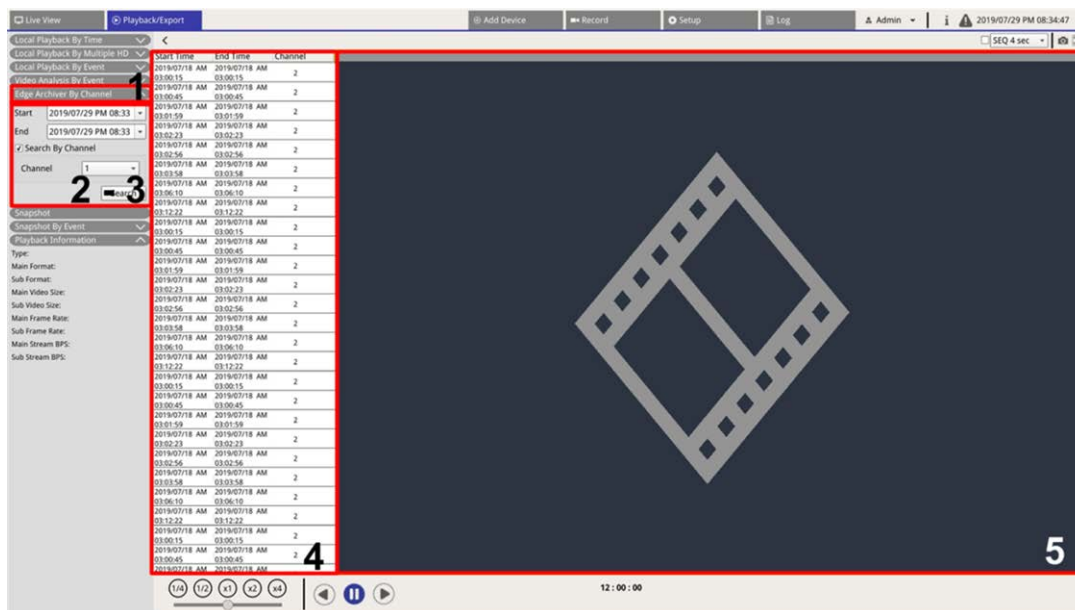 Live View Playback/Export Add Device Record Setup Log Admin i 2019/07/29 PM 08:34:47
SEQ 4 sec
Local Playback By Time
Local Playback By Multiple HD
Local Playback By Event
Video Analysis By Event
1
Edge Archiver By Channel
Start 2019/07/29 PM 08:33
End 2019/07/29 PM 08:33
Search By Channel
Channel 1
2 3
Search
Snapshot
Snapshot By Event
Playback Information
Type:
Main Format:
Sub Format:
Main Video Size:
Sub Video Size:
Main Frame Rate:
Sub Frame Rate:
Main Stream BPS:
Sub Stream BPS:
Start Time End Time Channel
2019/07/18 AM 2019/07/18 AM
03:00:15 03:00:15 2
2019/07/18 AM 2019/07/18 AM
03:00:45 03:00:45 2
2019/07/18 AM 2019/07/18 AM
03:01:59 03:01:59 2
2019/07/18 AM 2019/07/18 AM
03:02:23 03:02:23 2
2019/07/18 AM 2019/07/18 AM
03:02:56 03:02:56 2
2019/07/18 AM 2019/07/18 AM
03:03:58 03:03:58 2
2019/07/18 AM 2019/07/18 AM
03:06:10 03:06:10 2
2019/07/18 AM 2019/07/18 AM
03:12:22 03:12:22 2
2019/07/18 AM 2019/07/18 AM
03:00:15 03:00:15 2
2019/07/18 AM 2019/07/18 AM
03:00:45 03:00:45 2
2019/07/18 AM 2019/07/18 AM
03:01:59 03:01:59 2
2019/07/18 AM 2019/07/18 AM
03:02:23 03:02:23 2
2019/07/18 AM 2019/07/18 AM
03:02:56 03:02:56 2
2019/07/18 AM 2019/07/18 AM
03:03:58 03:03:58 2
2019/07/18 AM 2019/07/18 AM
03:06:10 03:06:10 2
2019/07/18 AM 2019/07/18 AM
03:12:22 03:12:22 2
2019/07/18 AM 2019/07/18 AM
03:00:15 03:00:15 2
2019/07/18 AM 2019/07/18 AM
03:00:45 03:00:45 2
2019/07/18 AM 2019/07/18 AM
03:01:59 03:01:59 2
2019/07/18 AM 2019/07/18 AM
03:02:23 03:02:23 2
2019/07/18 AM 2019/07/18 AM
03:02:56 03:02:56 2
2019/07/18 AM 2019/07/18 AM
03:03:58 03:03:58 2
2019/07/18 AM 2019/07/18 AM
03:06:10 03:06:10 2
2019/07/18 AM 2019/07/18 AM
03:12:22 03:12:22 2
2019/07/18 AM 2019/07/18 AM
03:00:15 03:00:15 2
2019/07/18 AM 2019/07/18 AM
03:00:45 03:00:45 2
2019/07/18 AM 2019/07/18 AM
4
5
1/4 1/2 x1 x2 x4
12:00:00